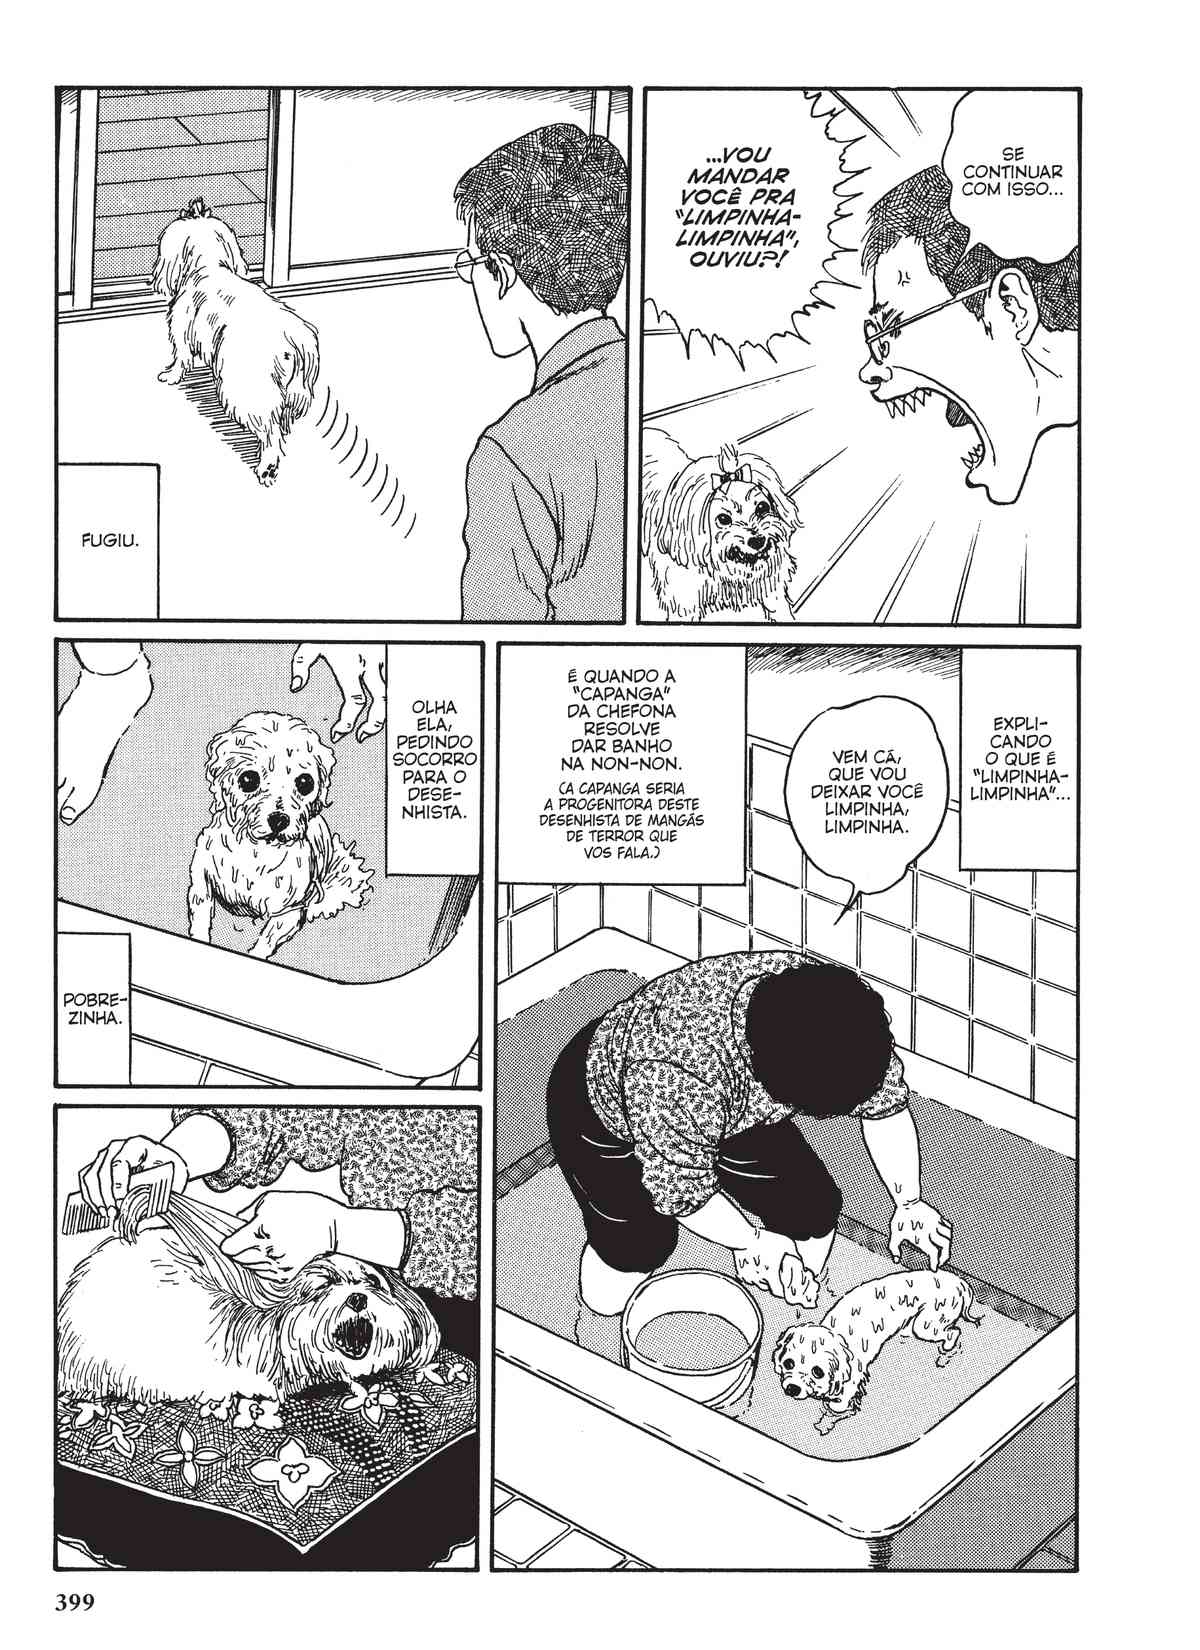 SE
CONTINUAR
COM ISSO...
...VOU
MANDAR
VOCÊ PRA
"LIMPINHA-
LIMPINHA",
OUVIU?!
FUGIU.
EXPLI-
CANDO
O QUE É
"LIMPINHA-
LIMPINHA"...
VEM CÁ,
QUE VOU
DEIXAR VOCÊ
LIMPINHA,
LIMPINHA.
É QUANDO A
"CAPANGA"
DA CHEFONA
RESOLVE
DAR BANHO
NA NON-NON.
(A CAPANGA SERIA
A PROGENITORA DESTE
DESENHISTA DE MANGÁS
DE TERROR QUE
VOS FALA.)
OLHA
ELA,
PEDINDO
SOCORRO
PARA O
DESE-
NHISTA.
POBRE-
ZINHA.
399